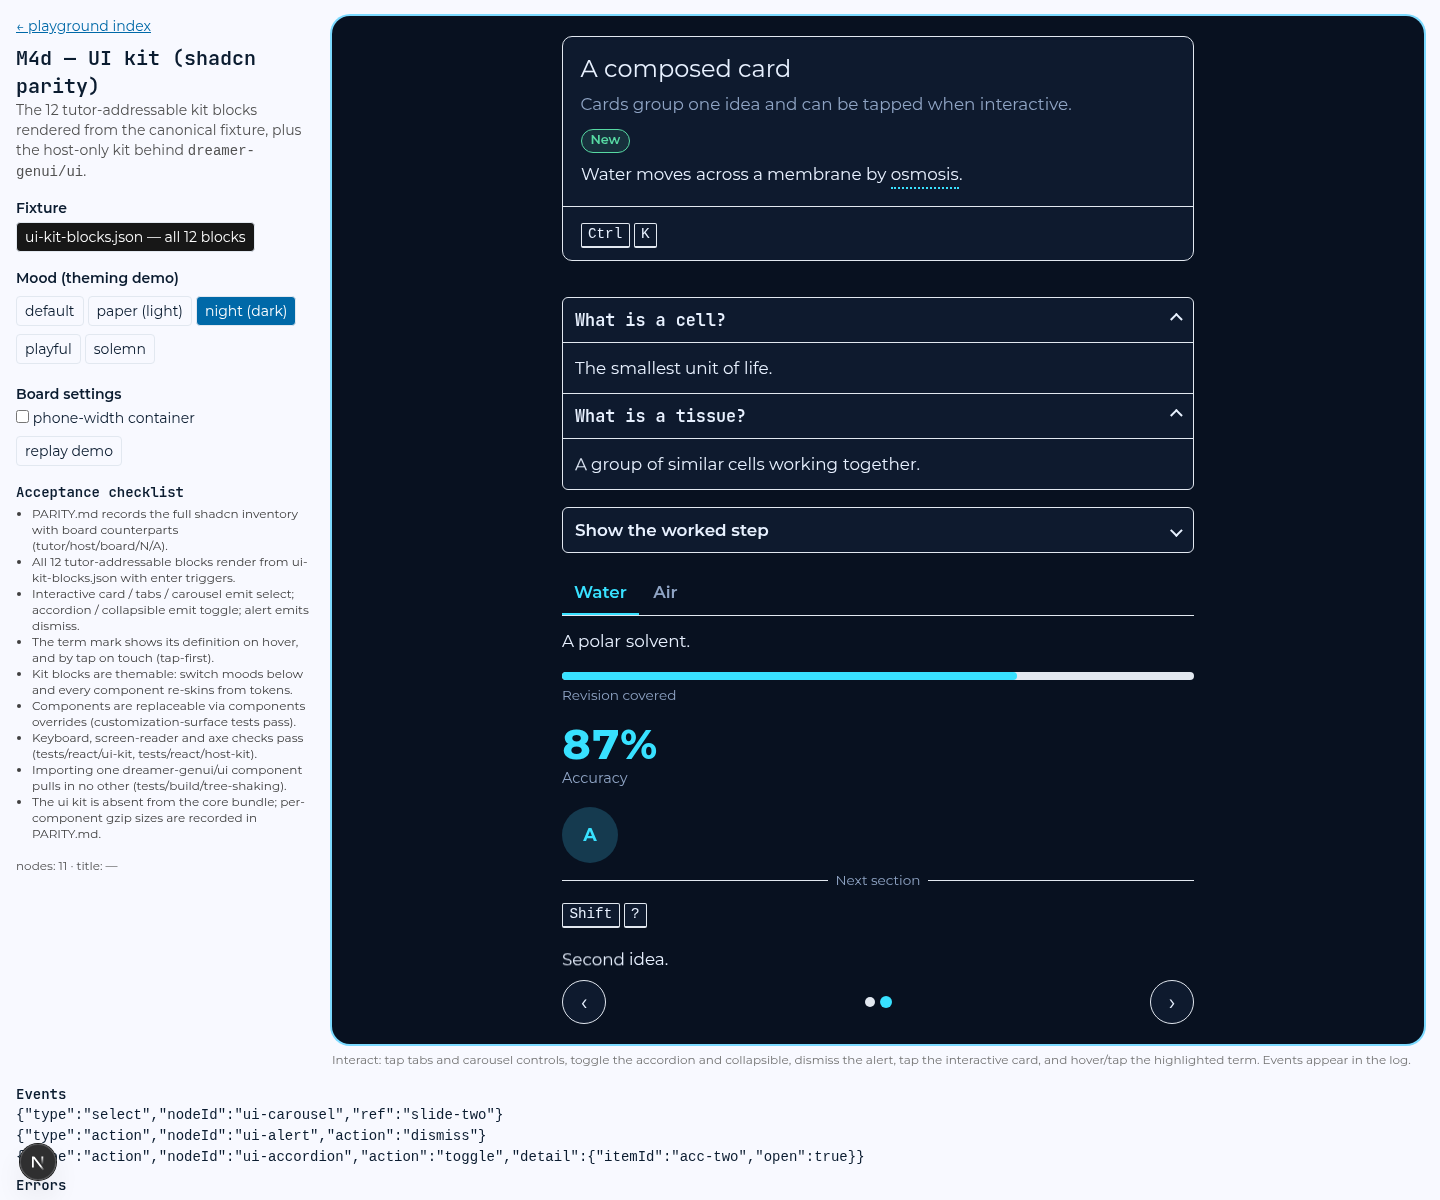 ← playground index
M4d — UI kit (shadcn
parity)
The 12 tutor-addressable kit blocks
rendered from the canonical fixture, plus
the host-only kit behind dreamer-
genui/ui.
Fixture
ui-kit-blocks.json — all 12 blocks
Mood (theming demo)
default paper (light) night (dark)
playful solemn
Board settings
phone-width container
replay demo
Acceptance checklist
• PARITY.md records the full shadcn inventory
with board counterparts
(tutor/host/board/N/A).
• All 12 tutor-addressable blocks render from ui-
kit-blocks.json with enter triggers.
• Interactive card / tabs / carousel emit select;
accordion / collapsible emit toggle; alert emits
dismiss.
• The term mark shows its definition on hover,
and by tap on touch (tap-first).
• Kit blocks are themable: switch moods below
and every component re-skins from tokens.
• Components are replaceable via components
overrides (customization-surface tests pass).
• Keyboard, screen-reader and axe checks pass
(tests/react/ui-kit, tests/react/host-kit).
• Importing one dreamer-genui/ui component
pulls in no other (tests/build/tree-shaking).
• The ui kit is absent from the core bundle; per-
component gzip sizes are recorded in
PARITY.md.
nodes: 11 · title: —
A composed card
Cards group one idea and can be tapped when interactive.
New
Water moves across a membrane by osmosis.
Ctrl K
What is a cell?
The smallest unit of life.
What is a tissue?
A group of similar cells working together.
Show the worked step
Water Air
A polar solvent.
Revision covered
87%
Accuracy
A
Next section
Shift ?
Second idea.
‹ ›
Interact: tap tabs and carousel controls, toggle the accordion and collapsible, dismiss the alert, tap the interactive card, and hover/tap the highlighted term. Events appear in the log.
Events
{"type":"select","nodeId":"ui-carousel","ref":"slide-two"}
{"type":"action","nodeId":"ui-alert","action":"dismiss"}
":"action","nodeId":"ui-accordion","action":"toggle","detail":{"itemId":"acc-two","open":true}}
N
Errors